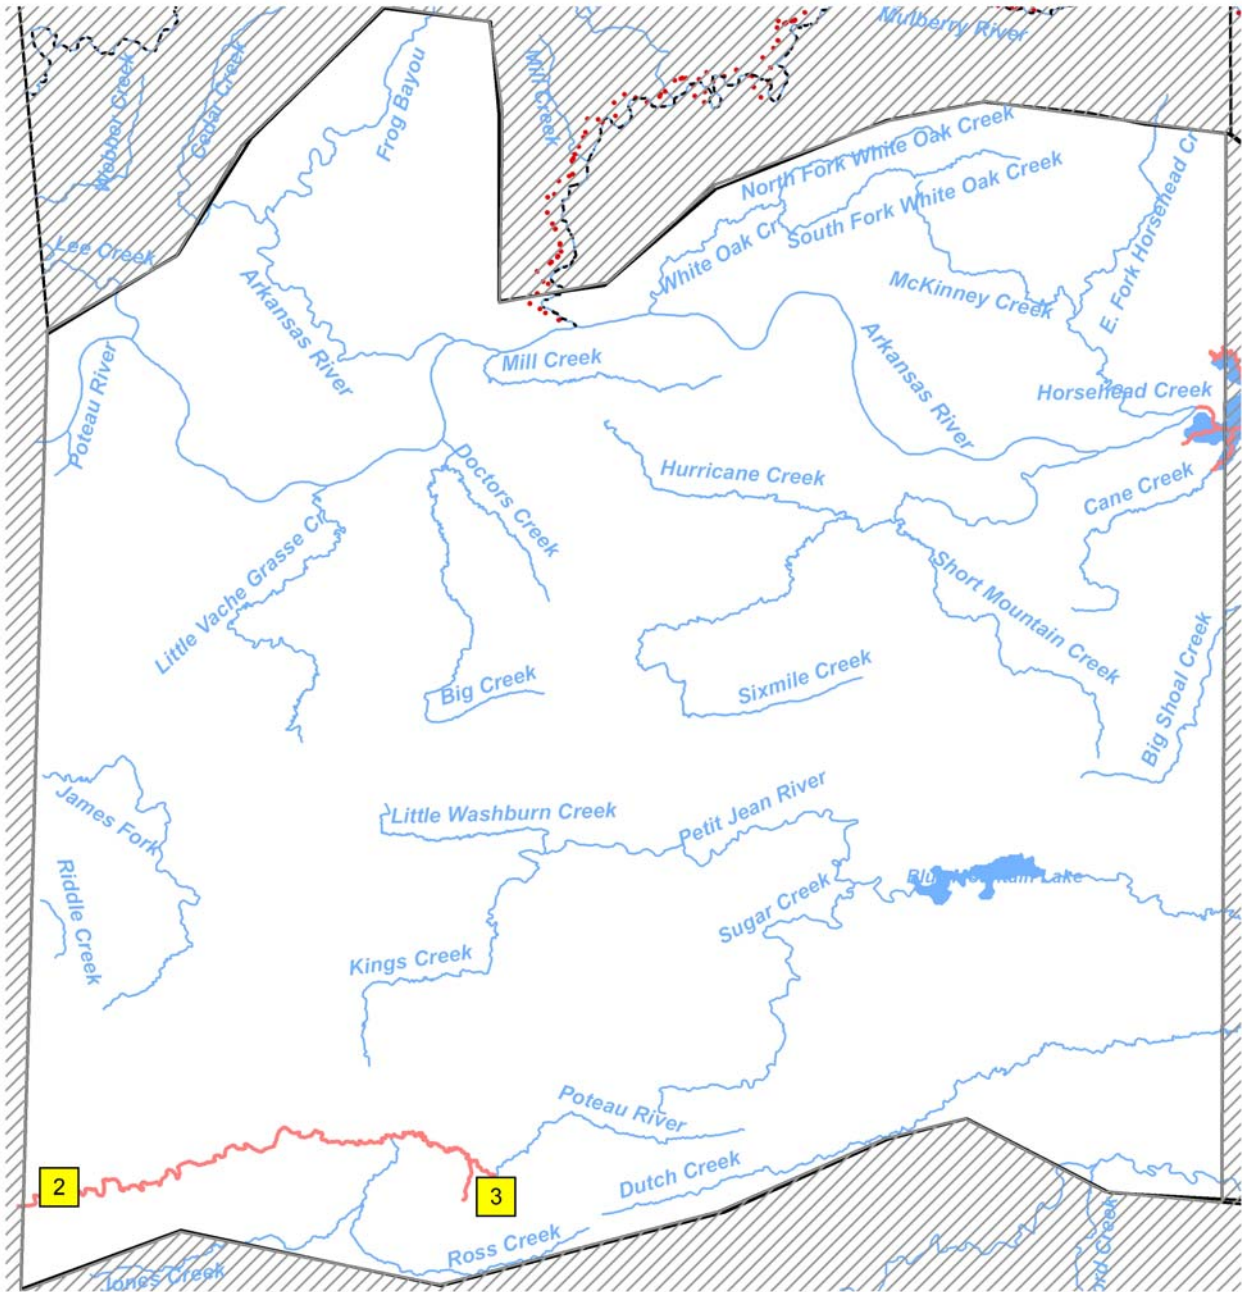 Mulberry River
Webber Creek
Cedar Creek
Frog Bayou
Mill Creek
North Fork White Oak Creek
South Fork White Oak Creek
White Oak Cr
E. Fork Horsehead Cr
Lee Creek
Arkansas River
McKinney Creek
Poteau River
Mill Creek
Arkansas River
Horsehead Creek
Doctors Creek
Hurricane Creek
Cane Creek
Little Vache Grasse Cr
Short Mountain Creek
Big Creek
Sixmile Creek
Big Shoal Creek
James Fork
Little Washburn Creek
Petit Jean River
Riddle Creek
Sugar Creek
Blue Mountain Lake
Kings Creek
Poteau River
2
3
Dutch Creek
Ross Creek
Jones Creek
Creek